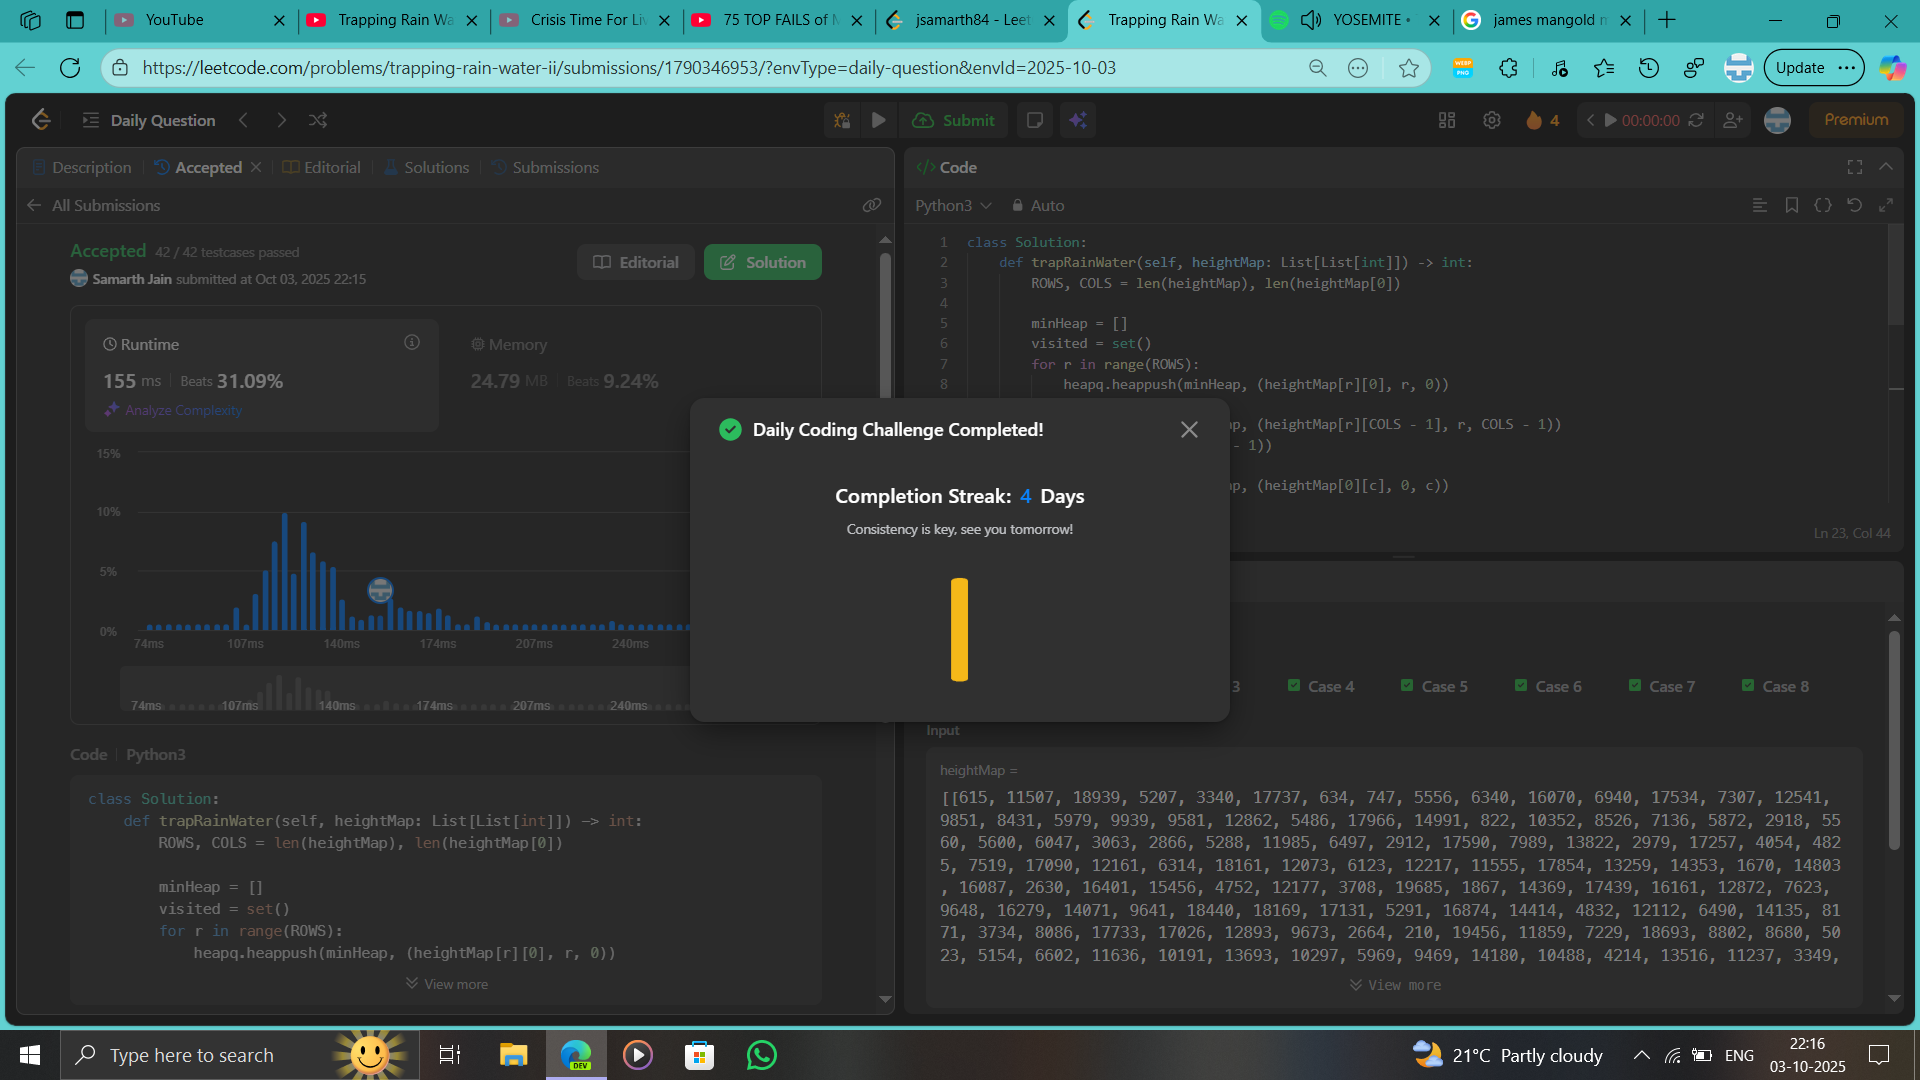 YouTube
Trapping Rain Wa
Crisis Time For Liv
75 TOP FAILS of M
jsamarth84 - Leet
Trapping Rain Wa
YOSEMITE •
james mangold m
https://leetcode.com/problems/trapping-rain-water-ii/submissions/1790346953/?envType=daily-question&envId=2025-10-03
WEBP
PNG
Update
Daily Question
Submit
4
00:00:00
Premium
Description
Accepted
Editorial
Solutions
Submissions
All Submissions
Accepted 42 / 42 testcases passed
Samarth Jain submitted at Oct 03, 2025 22:15
Editorial
Solution
Runtime
155 ms Beats 31.09%
Analyze Complexity
Memory
24.79 MB Beats 9.24%
15%
10%
5%
0%
74ms 107ms 140ms 174ms 207ms 240ms
74ms 107ms 140ms 174ms 207ms 240ms
Code Python3
class Solution:
def trapRainWater(self, heightMap: List[List[int]]) -> int:
ROWS, COLS = len(heightMap), len(heightMap[0])
minHeap = []
visited = set()
for r in range(ROWS):
heapq.heappush(minHeap, (heightMap[r][0], r, 0))
View more
Daily Coding Challenge Completed!
Completion Streak: 4 Days
Consistency is key, see you tomorrow!
</> Code
Python3 Auto
1 class Solution:
2 def trapRainWater(self, heightMap: List[List[int]]) -> int:
3 ROWS, COLS = len(heightMap), len(heightMap[0])
4
5 minHeap = []
6 visited = set()
7 for r in range(ROWS):
8 heapq.heappush(minHeap, (heightMap[r][0], r, 0))
p, (heightMap[r][COLS - 1], r, COLS - 1))
- 1))
p, (heightMap[0][c], 0, c))
Ln 23, Col 44
3
Case 4
Case 5
Case 6
Case 7
Case 8
Input
heightMap =
[[615, 11507, 18939, 5207, 3340, 17737, 634, 747, 5556, 6340, 16070, 6940, 17534, 7307, 12541,
9851, 8431, 5979, 9939, 9581, 12862, 5486, 17966, 14991, 822, 10352, 8526, 7136, 5872, 2918, 55
60, 5600, 6047, 3063, 2866, 5288, 11985, 6497, 2912, 17590, 7989, 13822, 2979, 17257, 4054, 482
5, 7519, 17090, 12161, 6314, 18161, 12073, 6123, 12217, 11555, 17854, 13259, 14353, 1670, 14803
, 16087, 2630, 16401, 15456, 4752, 12177, 3708, 19685, 1867, 14369, 17439, 16161, 12872, 7623,
9648, 16279, 14071, 9641, 18440, 18169, 17131, 5291, 16874, 14414, 4832, 12112, 6490, 14135, 81
71, 3734, 8086, 17733, 17026, 12893, 9673, 2664, 210, 19456, 11859, 7229, 18693, 8802, 8680, 50
23, 5154, 6602, 11636, 10191, 13693, 10297, 5969, 9469, 14180, 10488, 4214, 13516, 11237, 3349,
View more
Type here to search
DEV
21°C Partly cloudy
ENG
22:16
03-10-2025